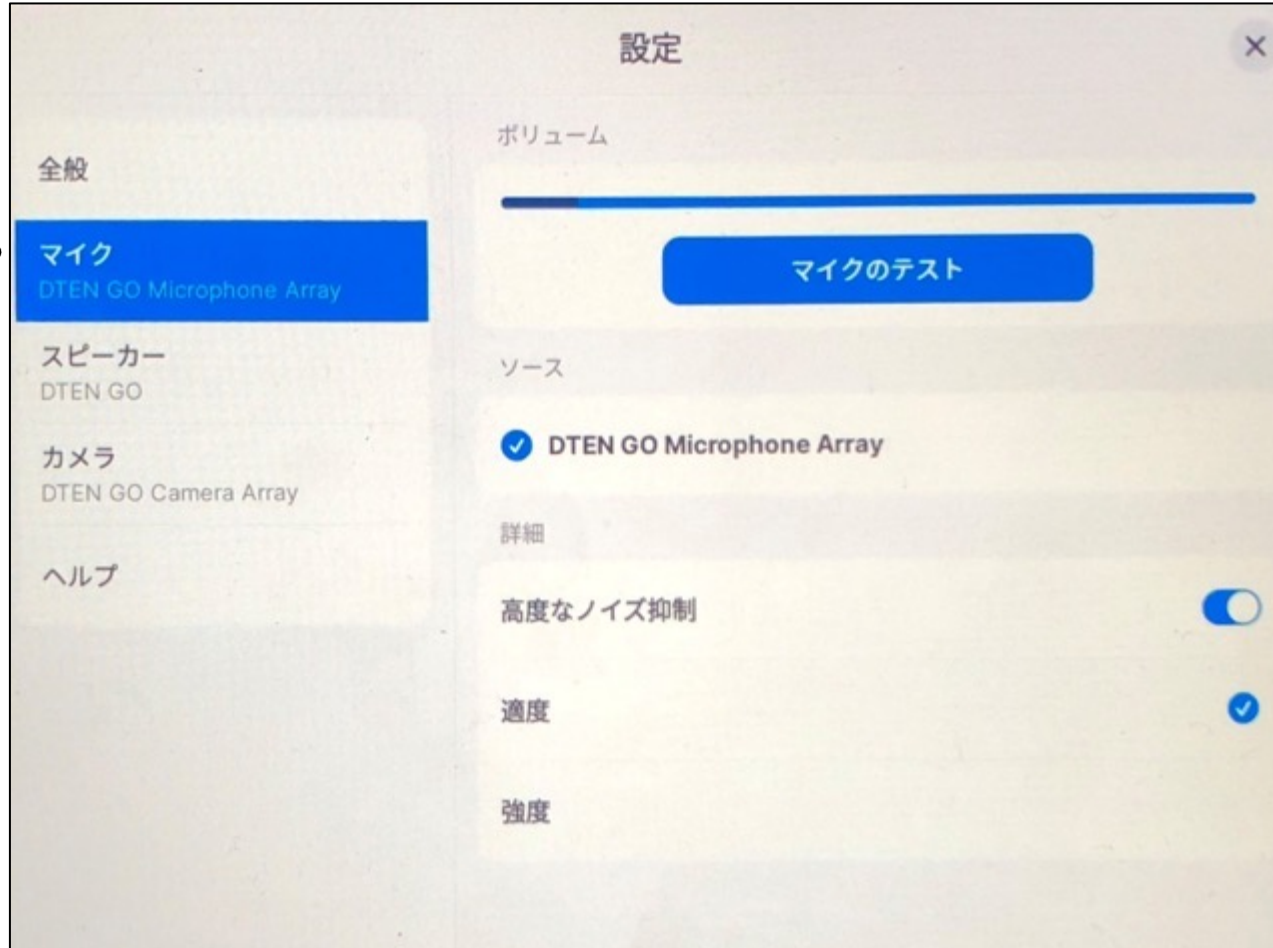 設定
全般
マイク
DTEN GO Microphone Array
スピーカー
DTEN GO
カメラ
DTEN GO Camera Array
ヘルプ
ボリューム
マイクのテスト
ソース
DTEN GO Microphone Array
詳細
高度なノイズ抑制
適度
強度